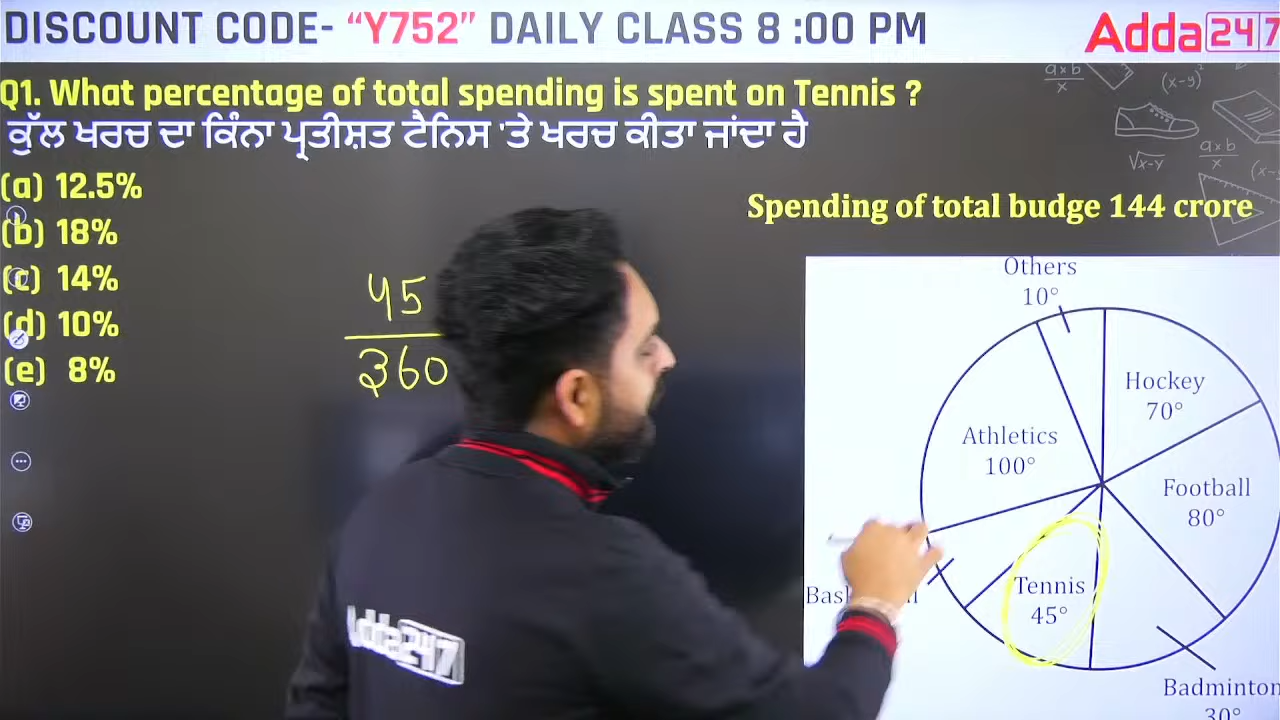 DISCOUNT CODE- “Y752” DAILY CLASS 8 :00 PM
Adda247
Q1. What percentage of total spending is spent on Tennis ?
ਕੁੱਲ ਖਰਚ ਦਾ ਕਿੰਨਾ ਪ੍ਰਤੀਸ਼ਤ ਟੈਨਿਸ 'ਤੇ ਖਰਚ ਕੀਤਾ ਜਾਂਦਾ ਹੈ
(a) 12.5%
(b) 18%
(c) 14%
(d) 10%
(e) 8%
45
360
Spending of total budge 144 crore
Others
10°
Hockey
70°
Athletics
100°
Football
80°
Tennis
45°
Badminton
30°
Adda247
a×b
x
(x-y)²
√x-y
a×b
x